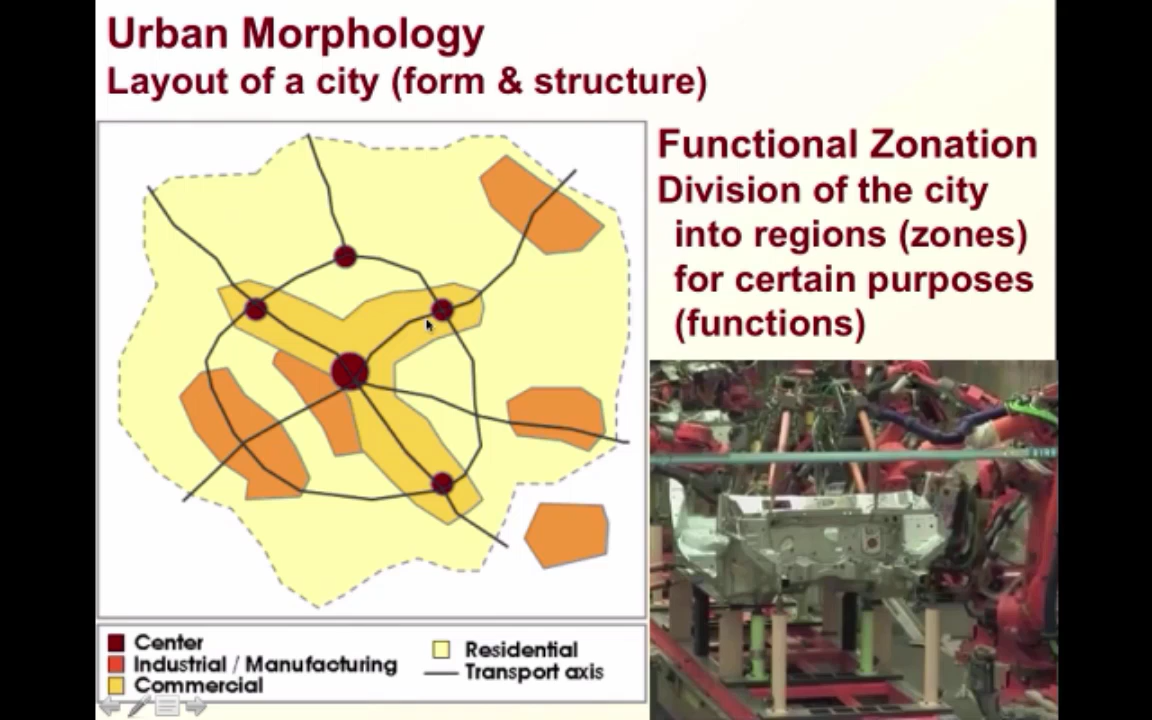 Urban Morphology
Layout of a city (form & structure)
Functional Zonation
Division of the city
into regions (zones)
for certain purposes
(functions)
Center
Industrial / Manufacturing
Commercial
Residential
Transport axis